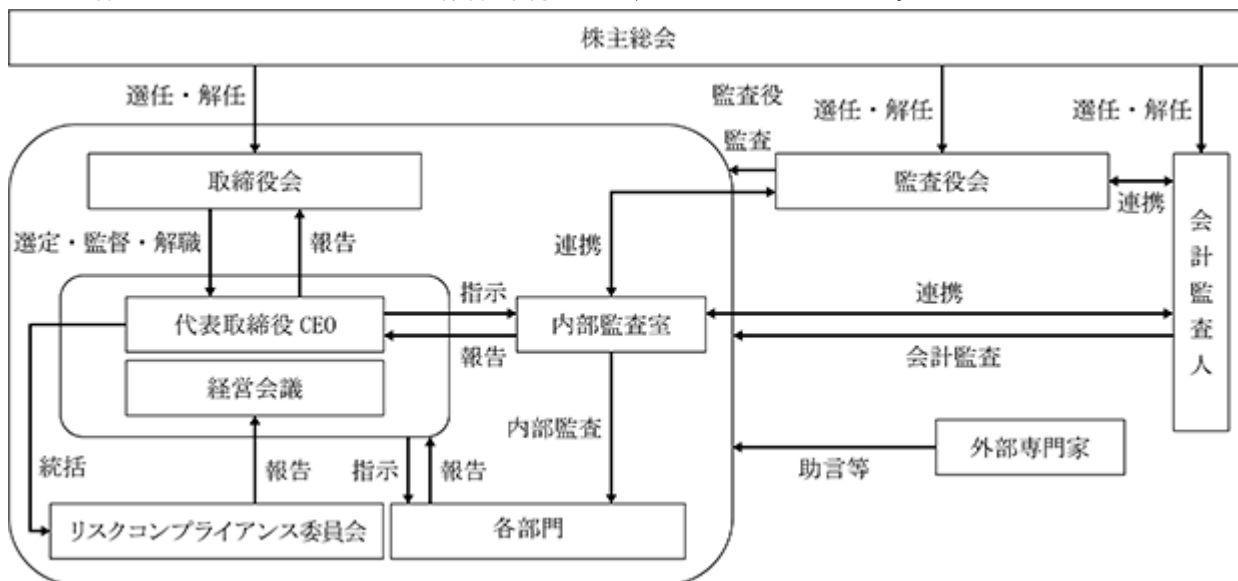 株主総会
選任・解任
監査役
選任・解任
選任・解任
監査
取締役会
監査役会
連携
会計監査人
選定・監督・解職
報告
連携
代表取締役 CEO
指示
報告
内部監査室
連携
会計監査
経営会議
内部監査
外部専門家
助言等
統括
報告
指示
報告
リスクコンプライアンス委員会
各部門